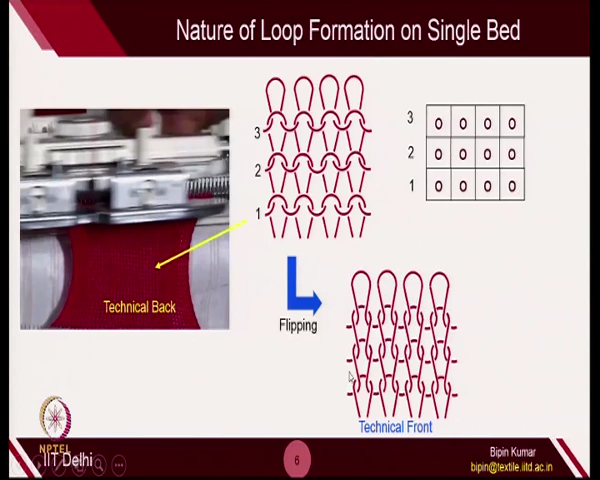 Nature of Loop Formation on Single Bed
3
2
1
3
2
1
Technical Back
Flipping
Technical Front
NPTEL
IIT Delhi
6
Bipin Kumar
bipin@textile.iitd.ac.in